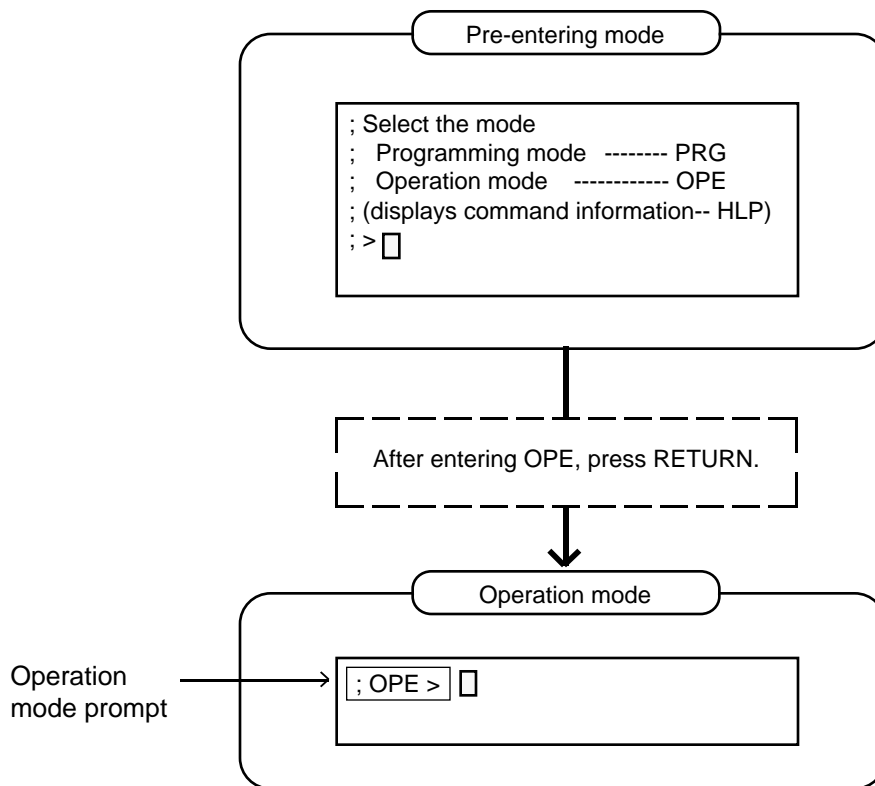 Pre-entering mode
; Select the mode
; Programming mode -------- PRG
; Operation mode ------------- OPE
; (displays command information-- HLP)
; >
After entering OPE, press RETURN.
Operation mode
Operation
mode prompt
; OPE >